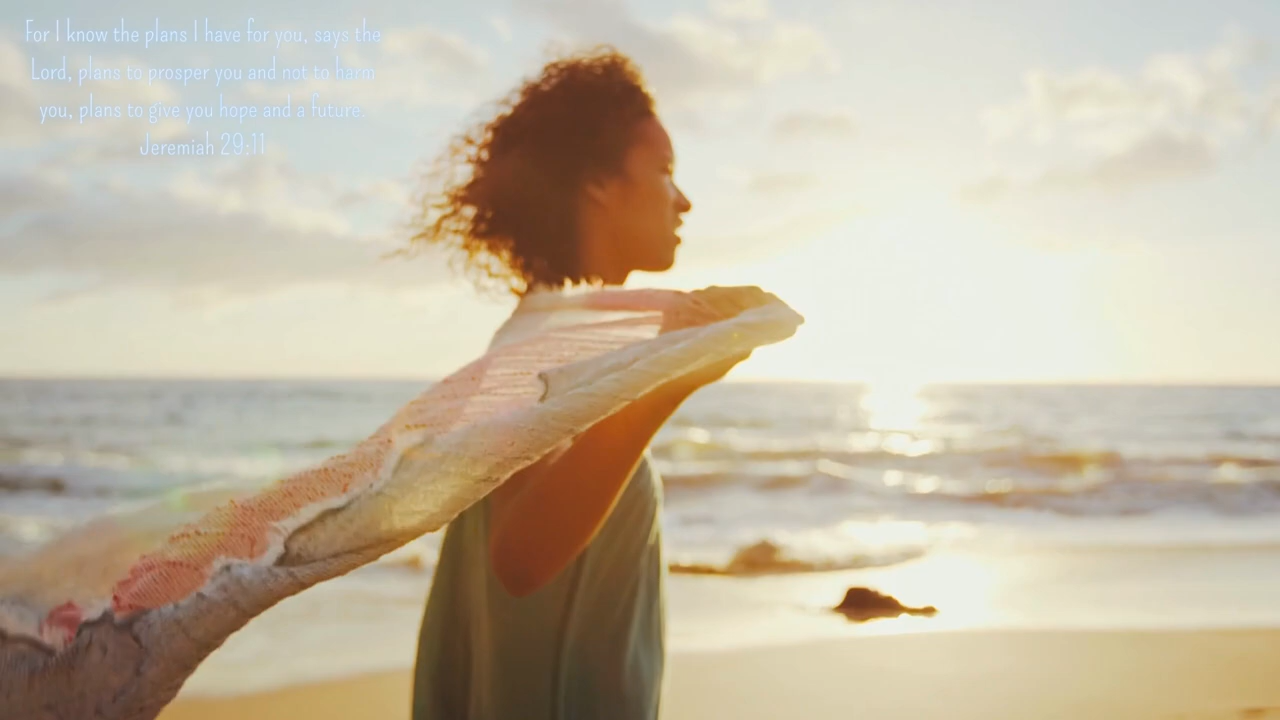 For I know the plans I have for you, says the
Lord, plans to prosper you and not to harm
you, plans to give you hope and a future.
Jeremiah 29:11